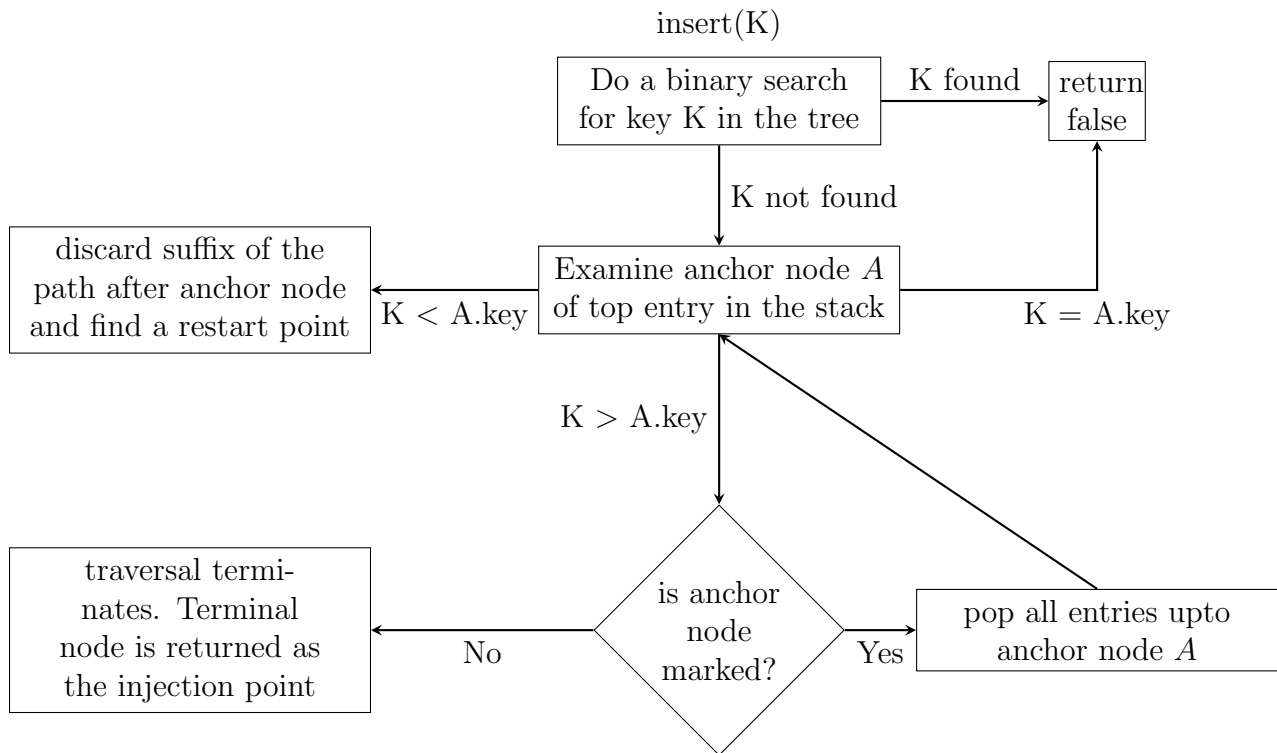 insert(K)
Do a binary search
for key K in the tree
K found
return
false
K not found
discard suffix of the
path after anchor node
and find a restart point
K < A.key
Examine anchor node A
of top entry in the stack
K = A.key
K > A.key
traversal termi-
nates. Terminal
node is returned as
the injection point
No
is anchor
node
marked?
Yes
pop all entries upto
anchor node A